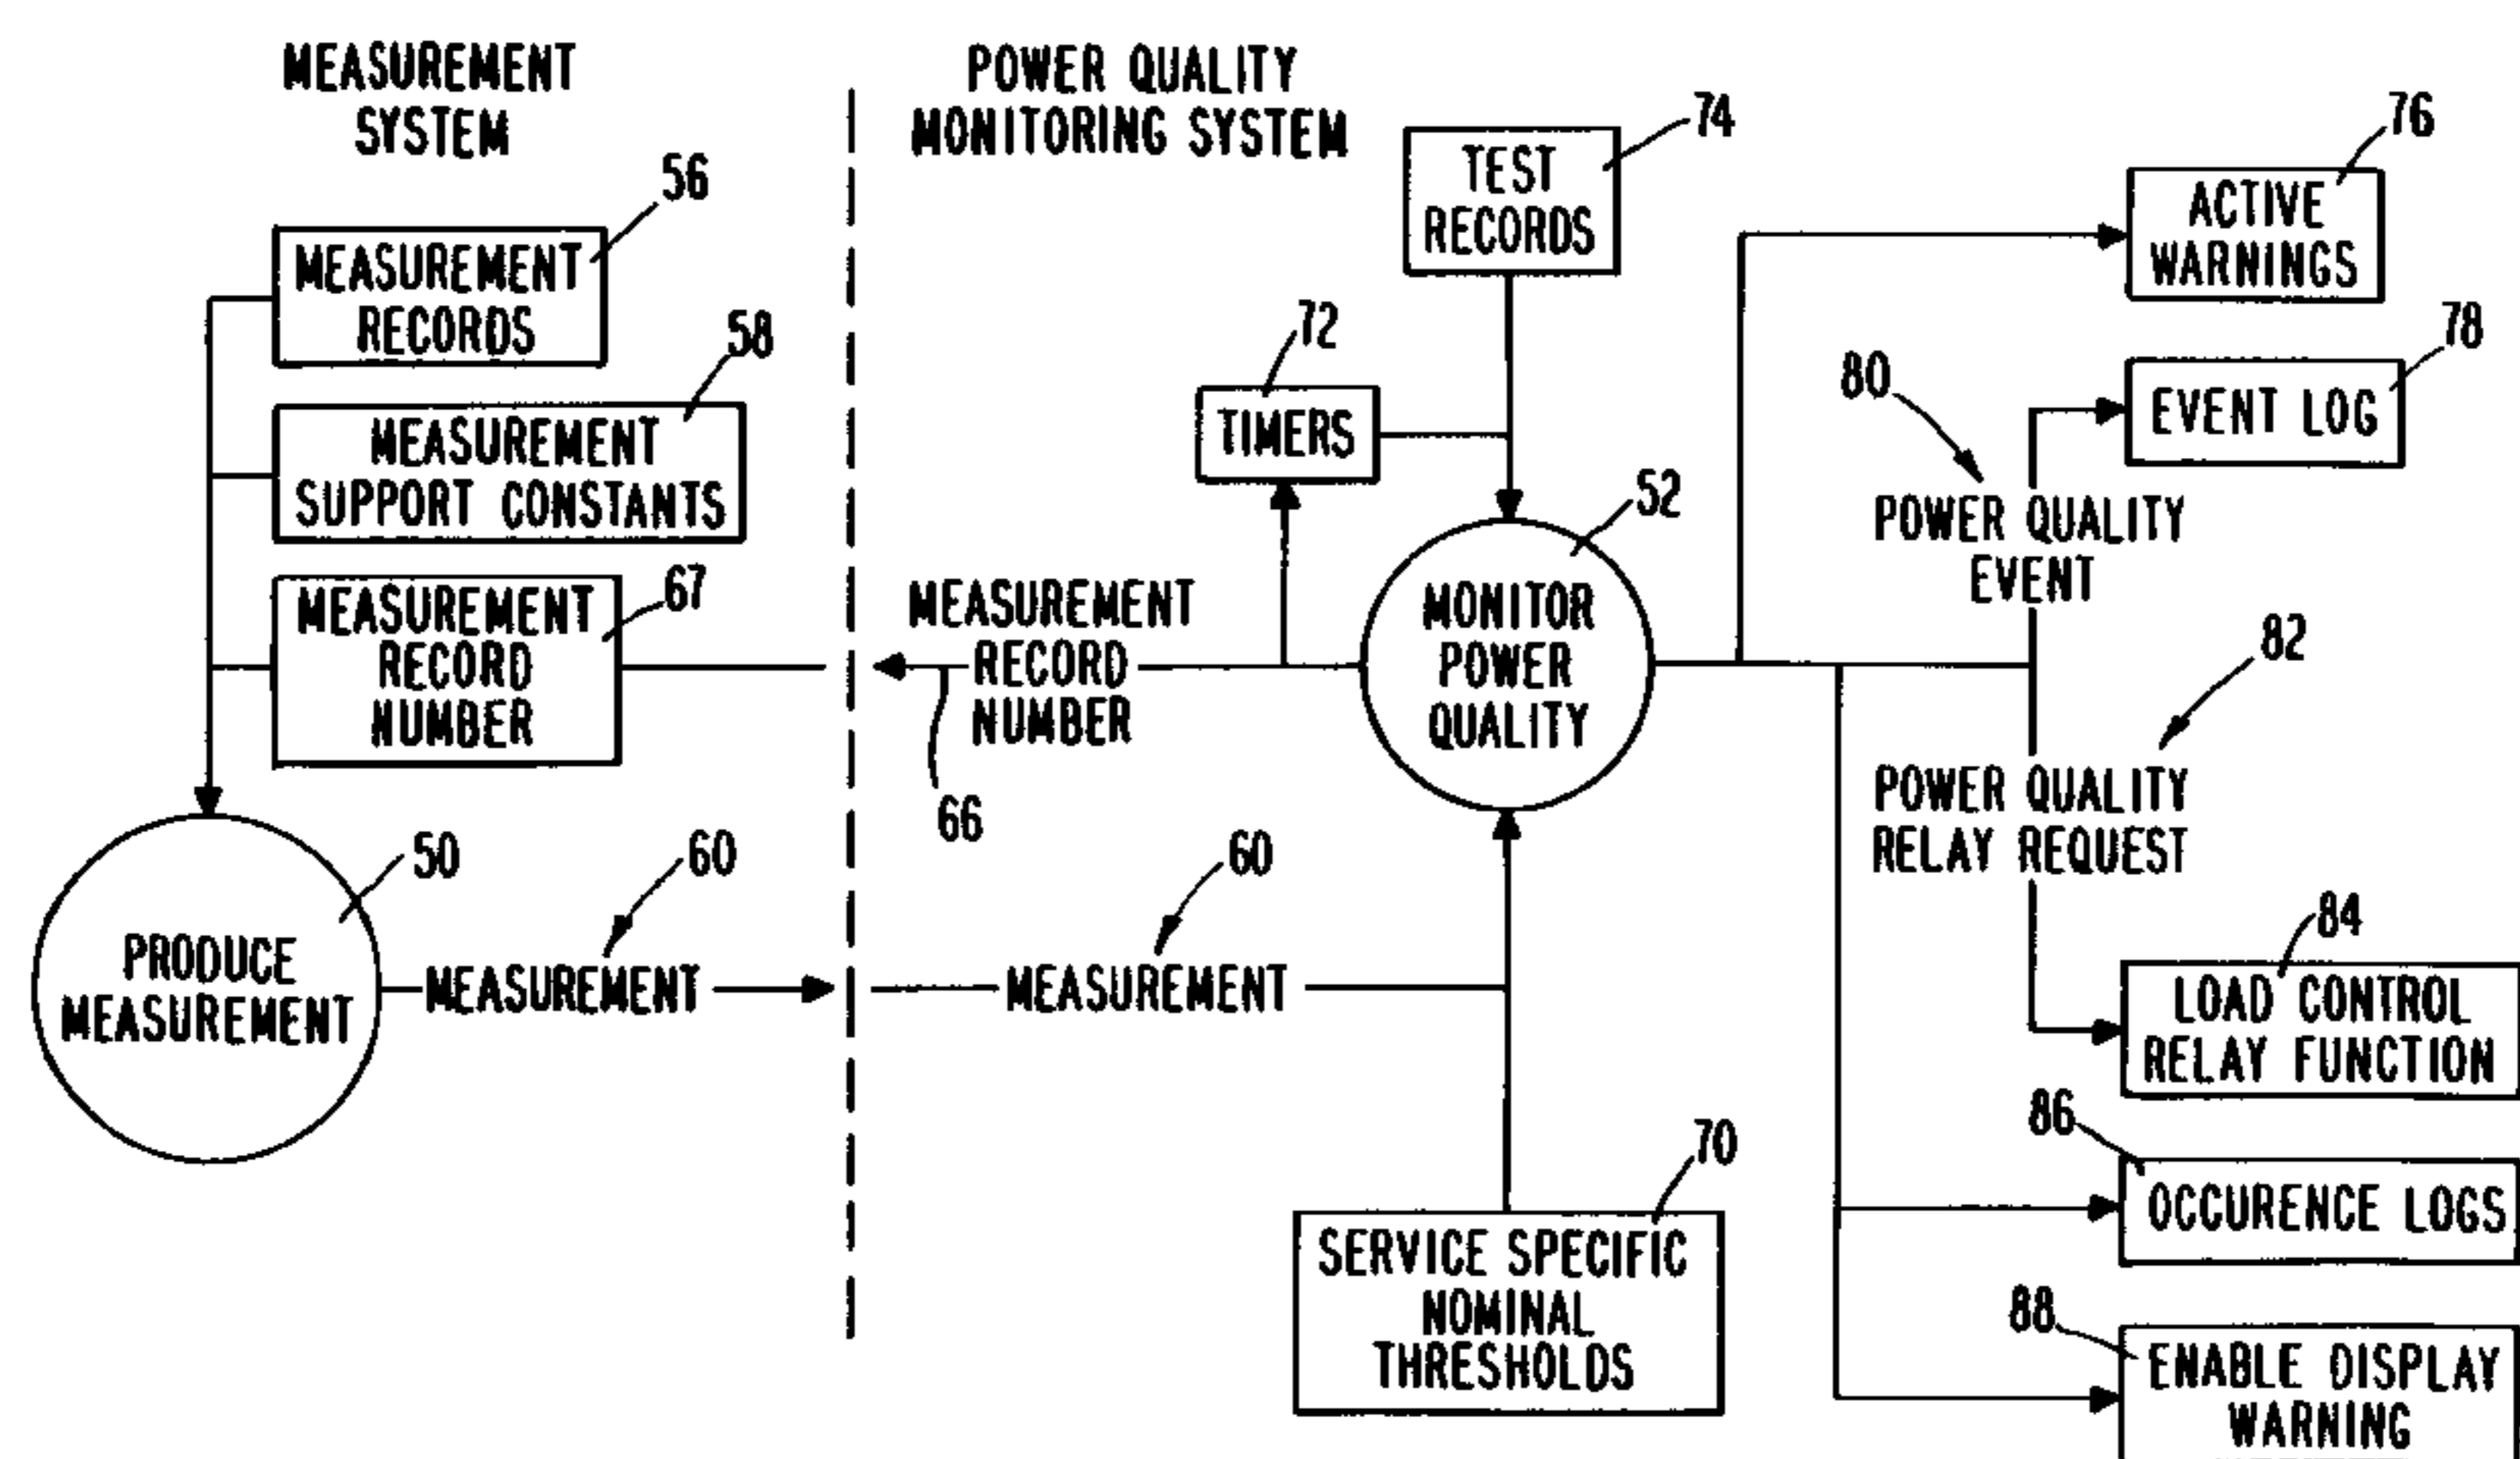 MEASUREMENT
SYSTEM
56
MEASUREMENT
RECORDS
58
MEASUREMENT
SUPPORT CONSTANTS
67
MEASUREMENT
RECORD
NUMBER
50
PRODUCE
MEASUREMENT
60
MEASUREMENT
POWER QUALITY
MONITORING SYSTEM
74
TEST
RECORDS
72
TIMERS
52
MONITOR
POWER
QUALITY
MEASUREMENT
RECORD
NUMBER
66
60
MEASUREMENT
70
SERVICE SPECIFIC
NOMINAL
THRESHOLDS
76
ACTIVE
WARNINGS
78
EVENT LOG
80
POWER QUALITY
EVENT
82
POWER QUALITY
RELAY REQUEST
84
LOAD CONTROL
RELAY FUNCTION
86
OCCURENCE LOGS
88
ENABLE DISPLAY
WARNING